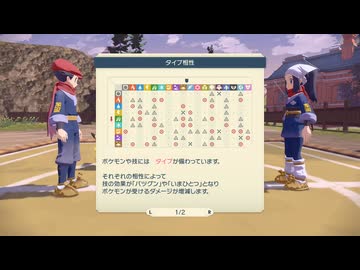 タイプ相性
ポケモンや技には タイプが備わっています。
それぞれの相性によって
技の効果が「バツグン」や「いまひとつ」となり
ポケモンが受けるダメージが増減します。
L 1/2 R